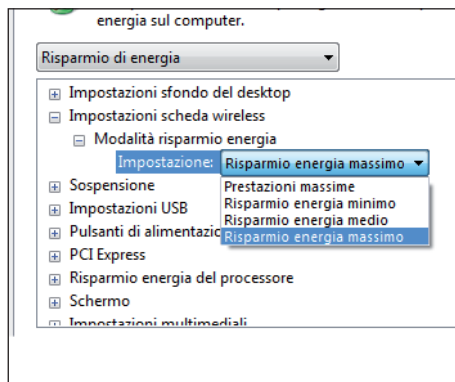 energia sul computer.
Risparmio di energia
Impostazioni sfondo del desktop
Impostazioni scheda wireless
Modalità risparmio energia
Impostazione: Risparmio energia massimo
Prestazioni massime
Risparmio energia minimo
Risparmio energia medio
Risparmio energia massimo
Sospensione
Impostazioni USB
Pulsanti di alimentazic
PCI Express
Risparmio energia del processore
Schermo
Impostazioni multimediali